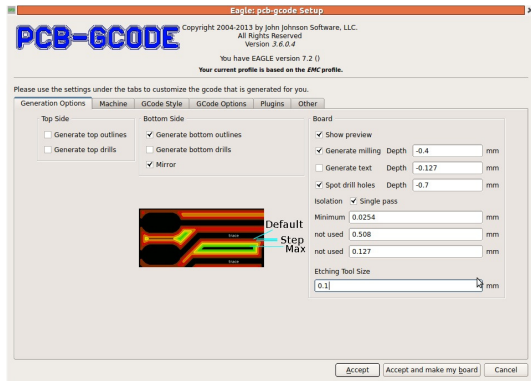 Eagle: pcb-gcode Setup
PCB-GCODE
Copyright 2004-2013 by John Johnson Software, LLC.
All Rights Reserved
Version 3.6.0.4
You have EAGLE version 7.2 ()
Your current profile is based on the EMC profile.
Please use the settings under the tabs to customize the gcode that is generated for you.
Generation Options Machine GCode Style GCode Options Plugins Other
Top Side
Generate top outlines
Generate top drills
Bottom Side
Generate bottom outlines
Generate bottom drills
Mirror
Default
Step
Max
Board
Show preview
Generate milling Depth -0.4 mm
Generate text Depth -0.127 mm
Spot drill holes Depth -0.7 mm
Isolation Single pass
Minimum 0.0254 mm
not used 0.508 mm
not used 0.127 mm
Etching Tool Size
0.1 mm
Accept Accept and make my board Cancel